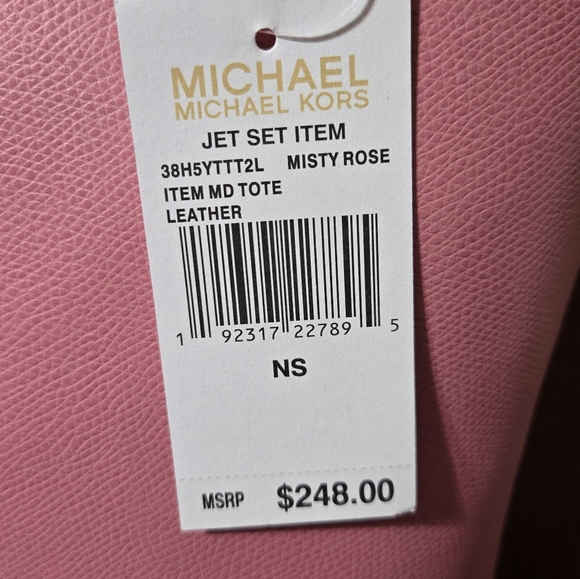 MICHAEL
MICHAEL KORS
JET SET ITEM
38H5YTTT2L MISTY ROSE
ITEM MD TOTE
LEATHER
1 92317 22789 5
NS
MSRP $248.00